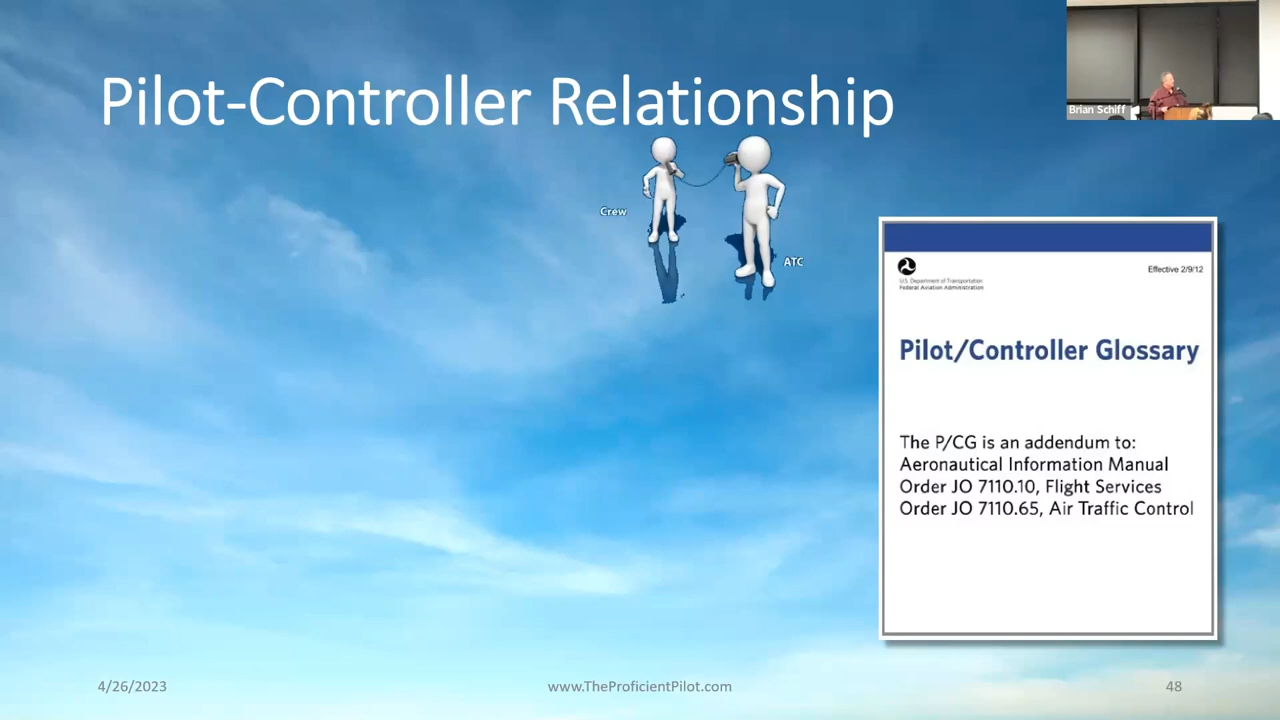 Pilot-Controller Relationship
Brian Schiff
Crew
ATC
Effective 2/9/12
U.S. Department of Transportation
Federal Aviation Administration
Pilot/Controller Glossary
The P/CG is an addendum to:
Aeronautical Information Manual
Order JO 7110.10, Flight Services
Order JO 7110.65, Air Traffic Control
4/26/2023
www.TheProficientPilot.com
48